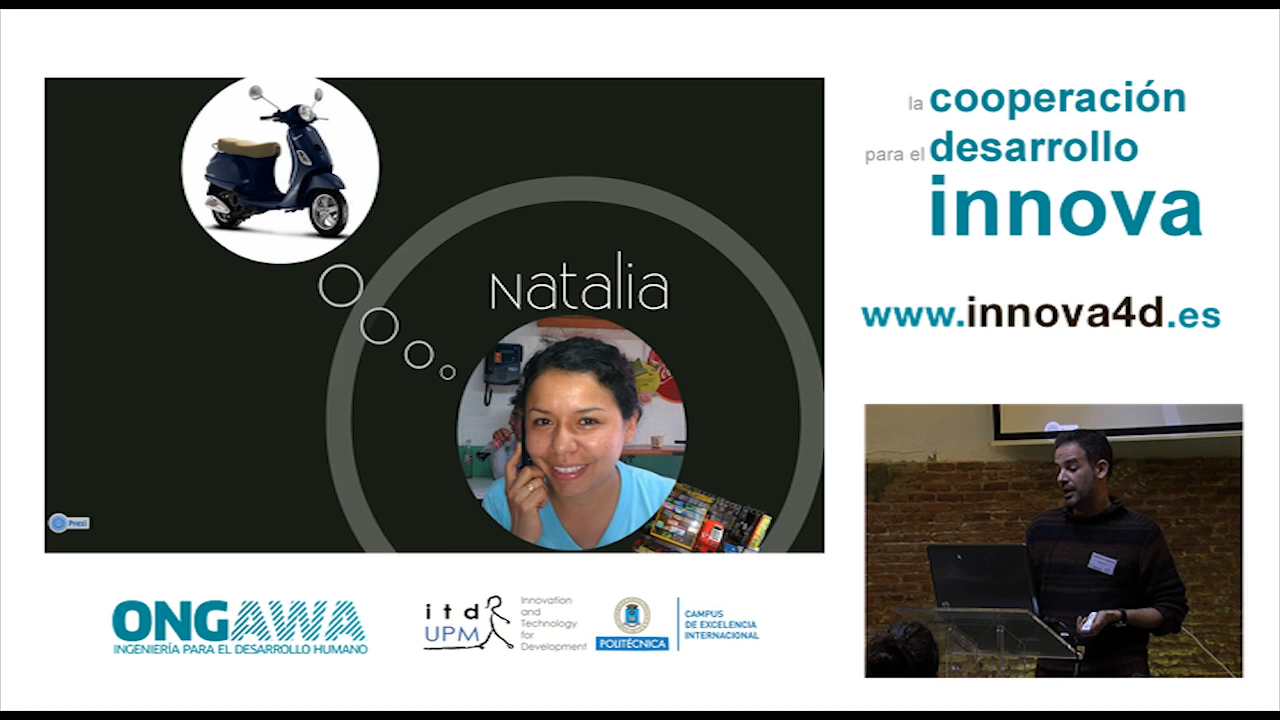 la cooperación
para el desarrollo
innova
www.innova4d.es
Natalia
Prezi
ONGAWA
INGENIERÍA PARA EL DESARROLLO HUMANO
itd
UPM
Innovation
and
Technology
for
Development
POLITÉCNICA
CAMPUS
DE EXCELENCIA
INTERNACIONAL